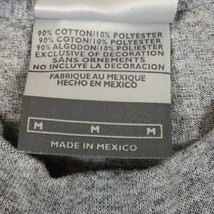 90% COTTON/10% POLYESTER
90% COTON/10% POLYESTER
90% ALGODON/10% POLIESTER
EXCLUSIVE OF DECORATION
SANS ORNEMENTS
NO INCLUYE LA DECORACION
FABRIQUE AU MEXIQUE
HECHO EN MEXICO
M M M
MADE IN MEXICO